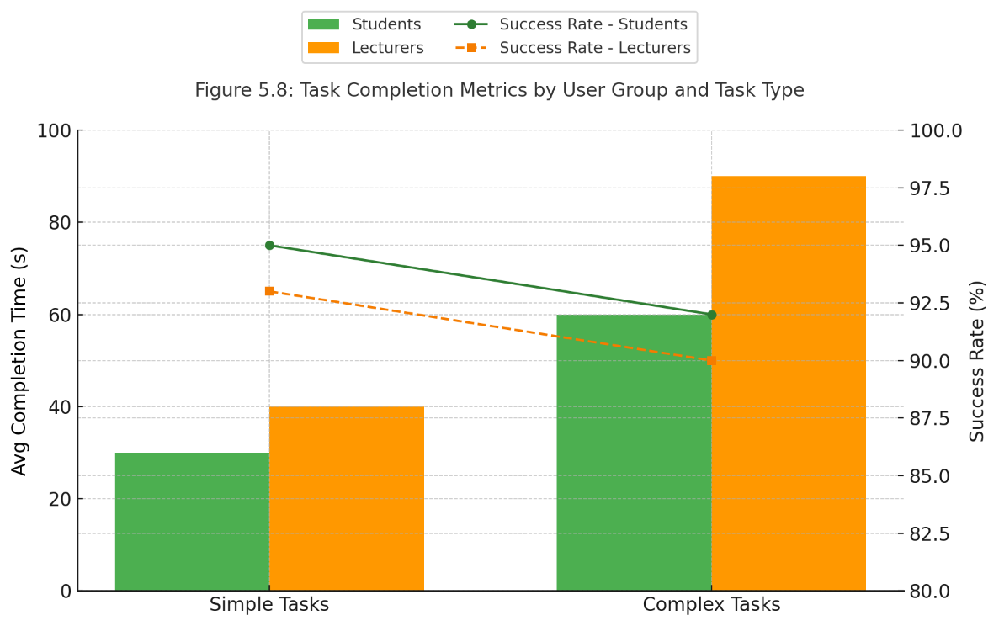 Students
Lecturers
Success Rate - Students
Success Rate - Lecturers
Figure 5.8: Task Completion Metrics by User Group and Task Type
Avg Completion Time (s)
100
80
60
40
20
0
100.0
97.5
95.0
92.5
90.0
87.5
85.0
82.5
80.0
Success Rate (%)
Simple Tasks
Complex Tasks